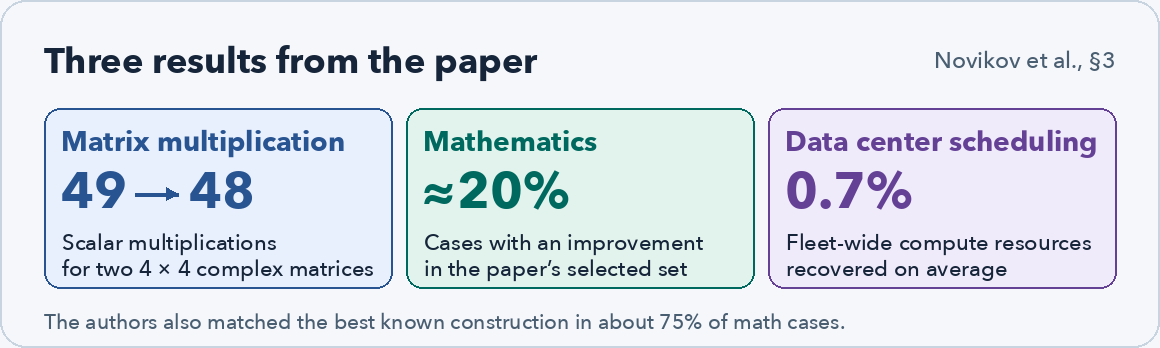 Three results from the paper
Novikov et al., §3
Matrix multiplication
49 → 48
Scalar multiplications
for two 4 × 4 complex matrices
Mathematics
≈20%
Cases with an improvement
in the paper’s selected set
Data center scheduling
0.7%
Fleet-wide compute resources
recovered on average
The authors also matched the best known construction in about 75% of math cases.